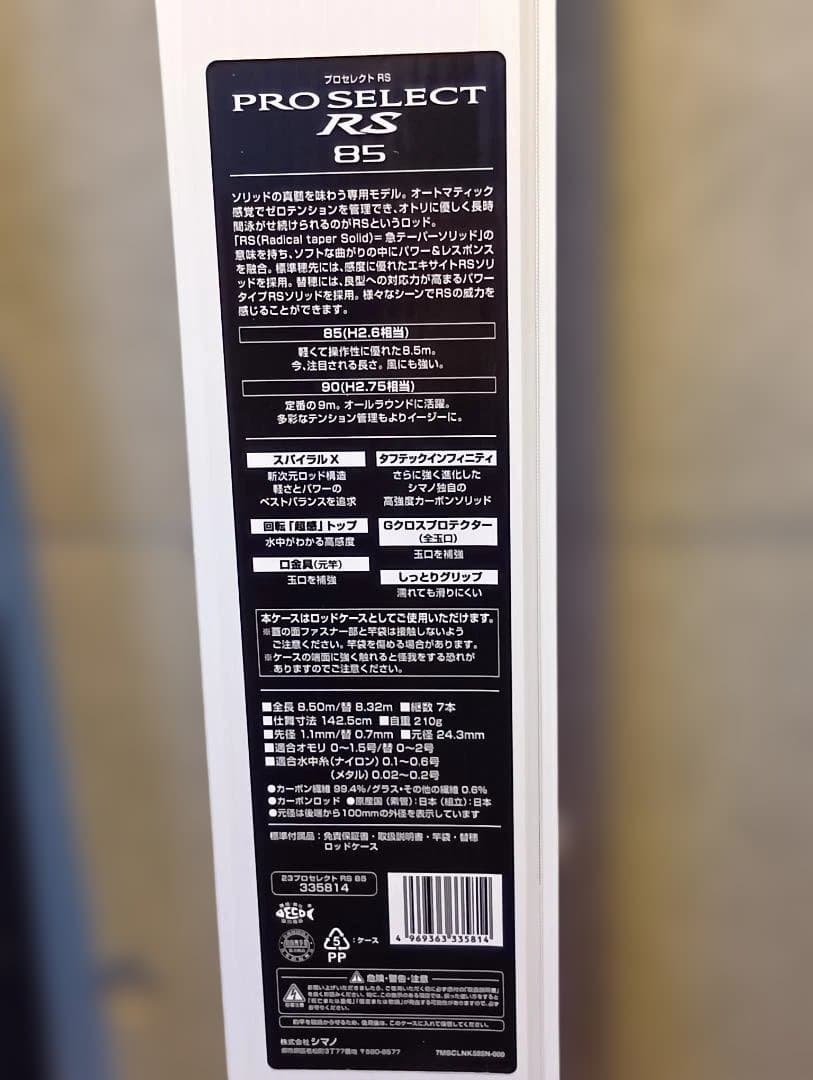 プロセレクト RS
PRO SELECT
RS
85
ソリッドの真髄を味わう専用モデル。オートマティック
感覚でゼロテンションを管理でき、オトリに優しく長時
間泳がせ続けられるのがRSというロッド。
「RS(Radical taper Solid)=急テーパーソリッド」の
意味を持ち、ソフトな曲がりの中にパワー&レスポンス
を融合。標準穂先には、感度に優れたエキサイトRSソリ
ッドを採用。替穂には、良型への対応力が高まるパワー
タイプRSソリッドを採用。様々なシーンでRSの威力を
感じることができます。
85(H2.6相当)
軽くて操作性に優れた8.5m。
今、注目される長さ。風にも強い。
90(H2.75相当)
定番の9m。オールラウンドに活躍。
多彩なテンション管理もよりイージーに。
スパイラルX
新次元ロッド構造
軽さとパワーの
ベストバランスを追求
タフテックインフィニティ
さらに強く進化した
シマノ独自の
高強度カーボンソリッド
回転「超感」トップ
水中がわかる高感度
Gクロスプロテクター
(全玉口)
玉口を補強
口金具(元竿)
玉口を補強
しっとりグリップ
濡れても滑りにくい
本ケースはロッドケースとしてご使用いただけます。
※蓋の面ファスナー部と竿袋は接触しないよう
ご注意ください。竿袋を傷める場合があります。
※ケースの端面に強く触れると怪我をする恐れが
ありますのでご注意ください。
■全長 8.50m/替 8.32m ■継数 7本
■仕舞寸法 142.5cm ■自重 210g
■先径 1.1mm/替 0.7mm ■元径 24.3mm
■適合オモリ 0〜1.5号/替 0〜2号
■適合水中糸(ナイロン) 0.1〜0.6号
(メタル) 0.02〜0.2号
●カーボン繊維 99.4%/グラス・その他の繊維 0.6%
●カーボンロッド ●原産国 (素管):日本 (組立):日本
●元径は後端から100mmの外径を表示しています
標準付属品:免責保証書・取扱説明書・竿袋・替穂
ロッドケース
23プロセレクト RS 85
335814
4 969363 335814
ECO
5
PP
:ケース
危険・警告・注意
株式会社 シマノ
〒590-8577